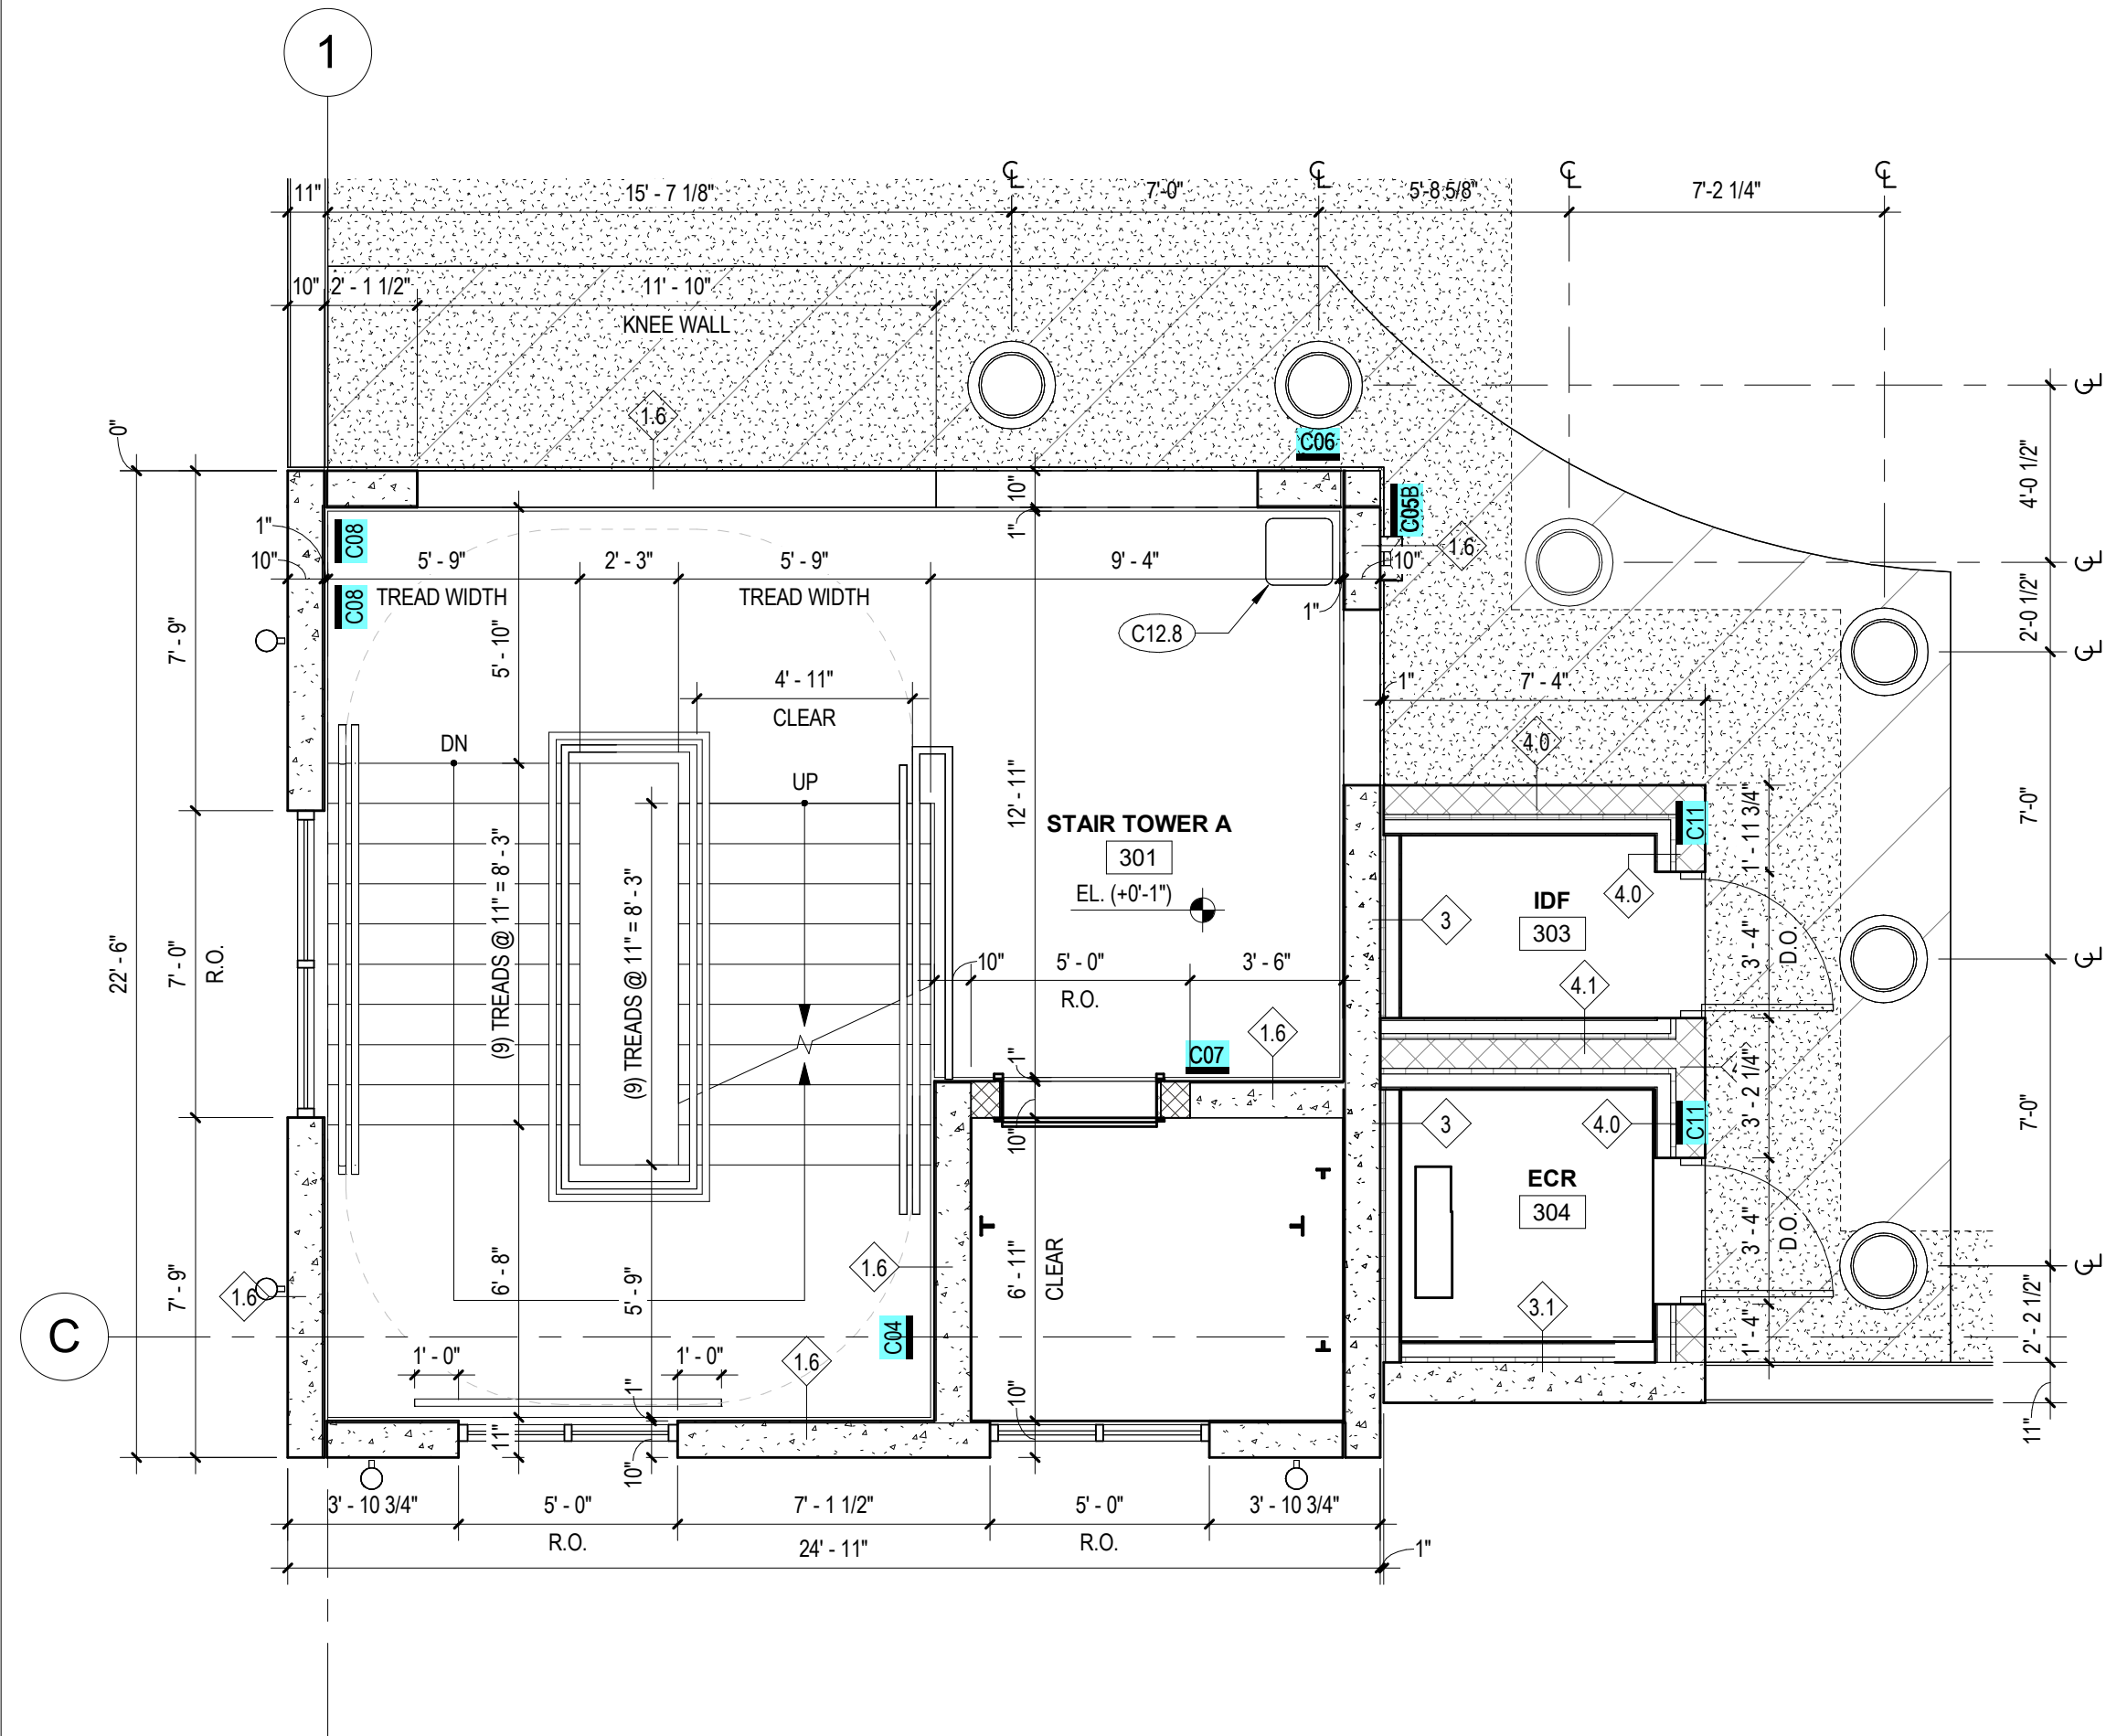 1
11"
15' - 7 1/8"
7'-0"
5'-8 5/8"
7'-2 1/4"
10"
2' - 1 1/2"
11' - 10"
KNEE WALL
1.6
C06
C05B
1.6
0"
4'-0 1/2"
10"
1"
1"
10"
C08
C08
5' - 9"
TREAD WIDTH
2' - 3"
5' - 9"
TREAD WIDTH
9' - 4"
10"
1"
C12.8
2'-0 1/2"
7' - 9"
5' - 10"
4' - 11"
CLEAR
1"
7' - 4"
4.0
DN
UP
12' - 11"
STAIR TOWER A
301
EL. (+0'-1")
C11
1' - 11 3/4"
7'-0"
4.0
IDF
303
3
3' - 4"
D.O.
22' - 6"
7' - 0"
R.O.
(9) TREADS @ 11" = 8' - 3"
(9) TREADS @ 11" = 8' - 3"
10"
5' - 0"
R.O.
3' - 6"
4.1
1.6
1"
C07
10"
3' - 2 1/4"
7'-0"
3
4.0
C11
ECR
304
3' - 4"
D.O.
7' - 9"
1.6
6' - 8"
5' - 9"
1.6
6' - 11"
CLEAR
3.1
1' - 4"
2' - 2 1/2"
C
C04
1' - 0"
1' - 0"
1.6
1"
10"
11"
10"
11"
3' - 10 3/4"
5' - 0"
R.O.
7' - 1 1/2"
5' - 0"
R.O.
3' - 10 3/4"
24' - 11"
1"